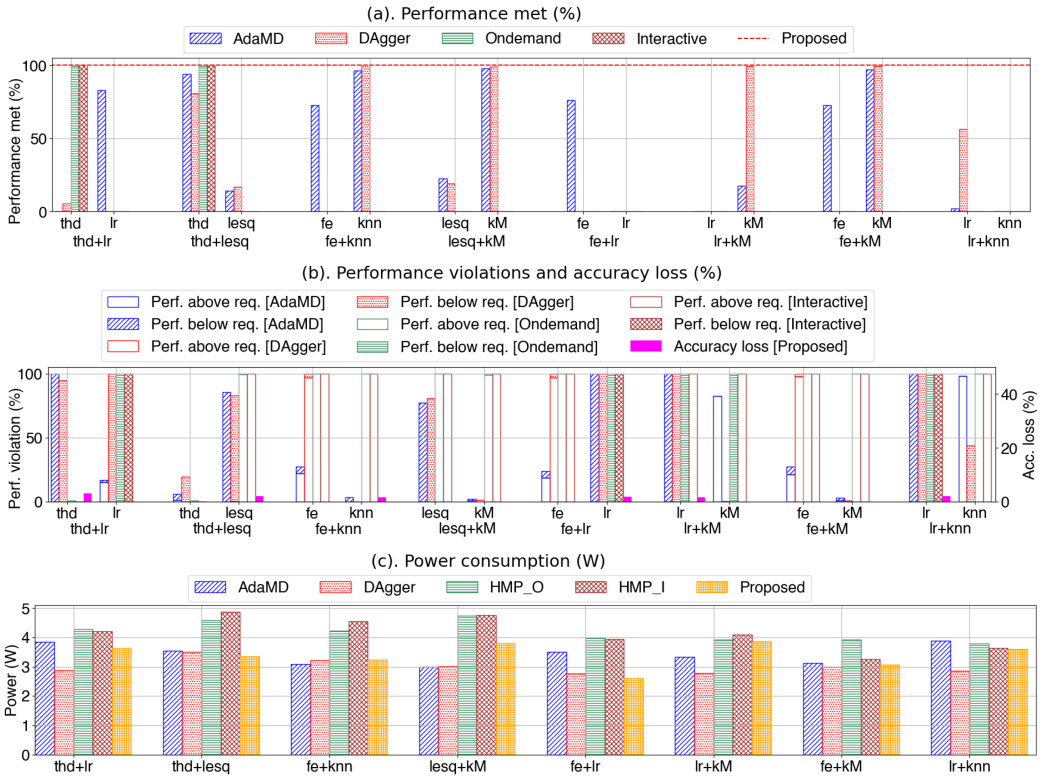 (a). Performance met (%)
AdaMD DAgger Ondemand Interactive Proposed
Performance met (%)
100
50
0
thd lr thd lesq fe knn lesq kM fe lr lr kM fe kM lr knn
thd+lr thd+lesq fe+knn lesq+kM fe+lr lr+kM fe+kM lr+knn
(b). Performance violations and accuracy loss (%)
Perf. above req. [AdaMD] Perf. below req. [DAgger] Perf. above req. [Interactive]
Perf. below req. [AdaMD] Perf. above req. [Ondemand] Perf. below req. [Interactive]
Perf. above req. [DAgger] Perf. below req. [Ondemand] Accuracy loss [Proposed]
Perf. violation (%)
100
50
0
40
20
0
Acc. loss (%)
thd lr thd lesq fe knn lesq kM fe lr lr kM fe kM lr knn
thd+lr thd+lesq fe+knn lesq+kM fe+lr lr+kM fe+kM lr+knn
(c). Power consumption (W)
AdaMD DAgger HMP_O HMP_I Proposed
Power (W)
5
4
3
2
1
0
thd+lr thd+lesq fe+knn lesq+kM fe+lr lr+kM fe+kM lr+knn